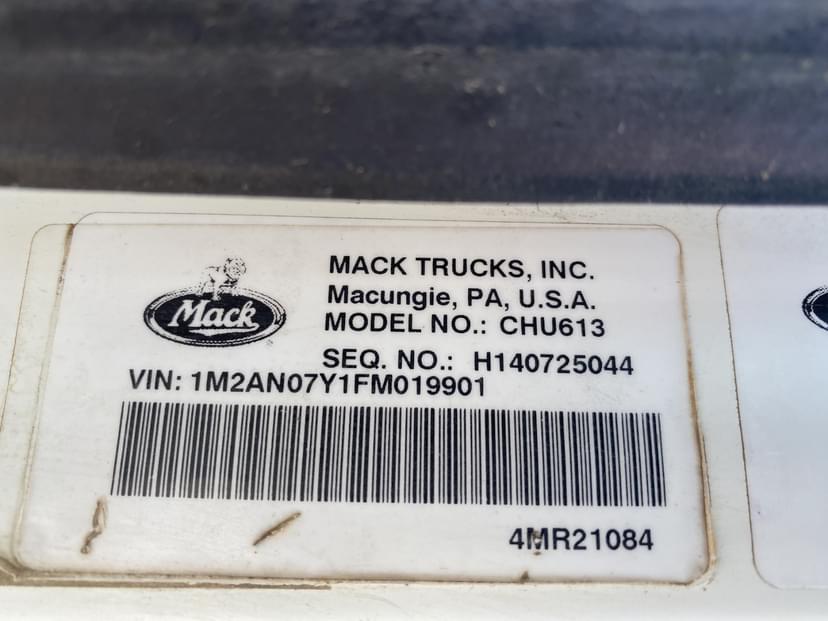 Mack
MACK TRUCKS, INC.
Macungie, PA, U.S.A.
MODEL NO.: CHU613
SEQ. NO.: H140725044
VIN: 1M2AN07Y1FM019901
4MR21084